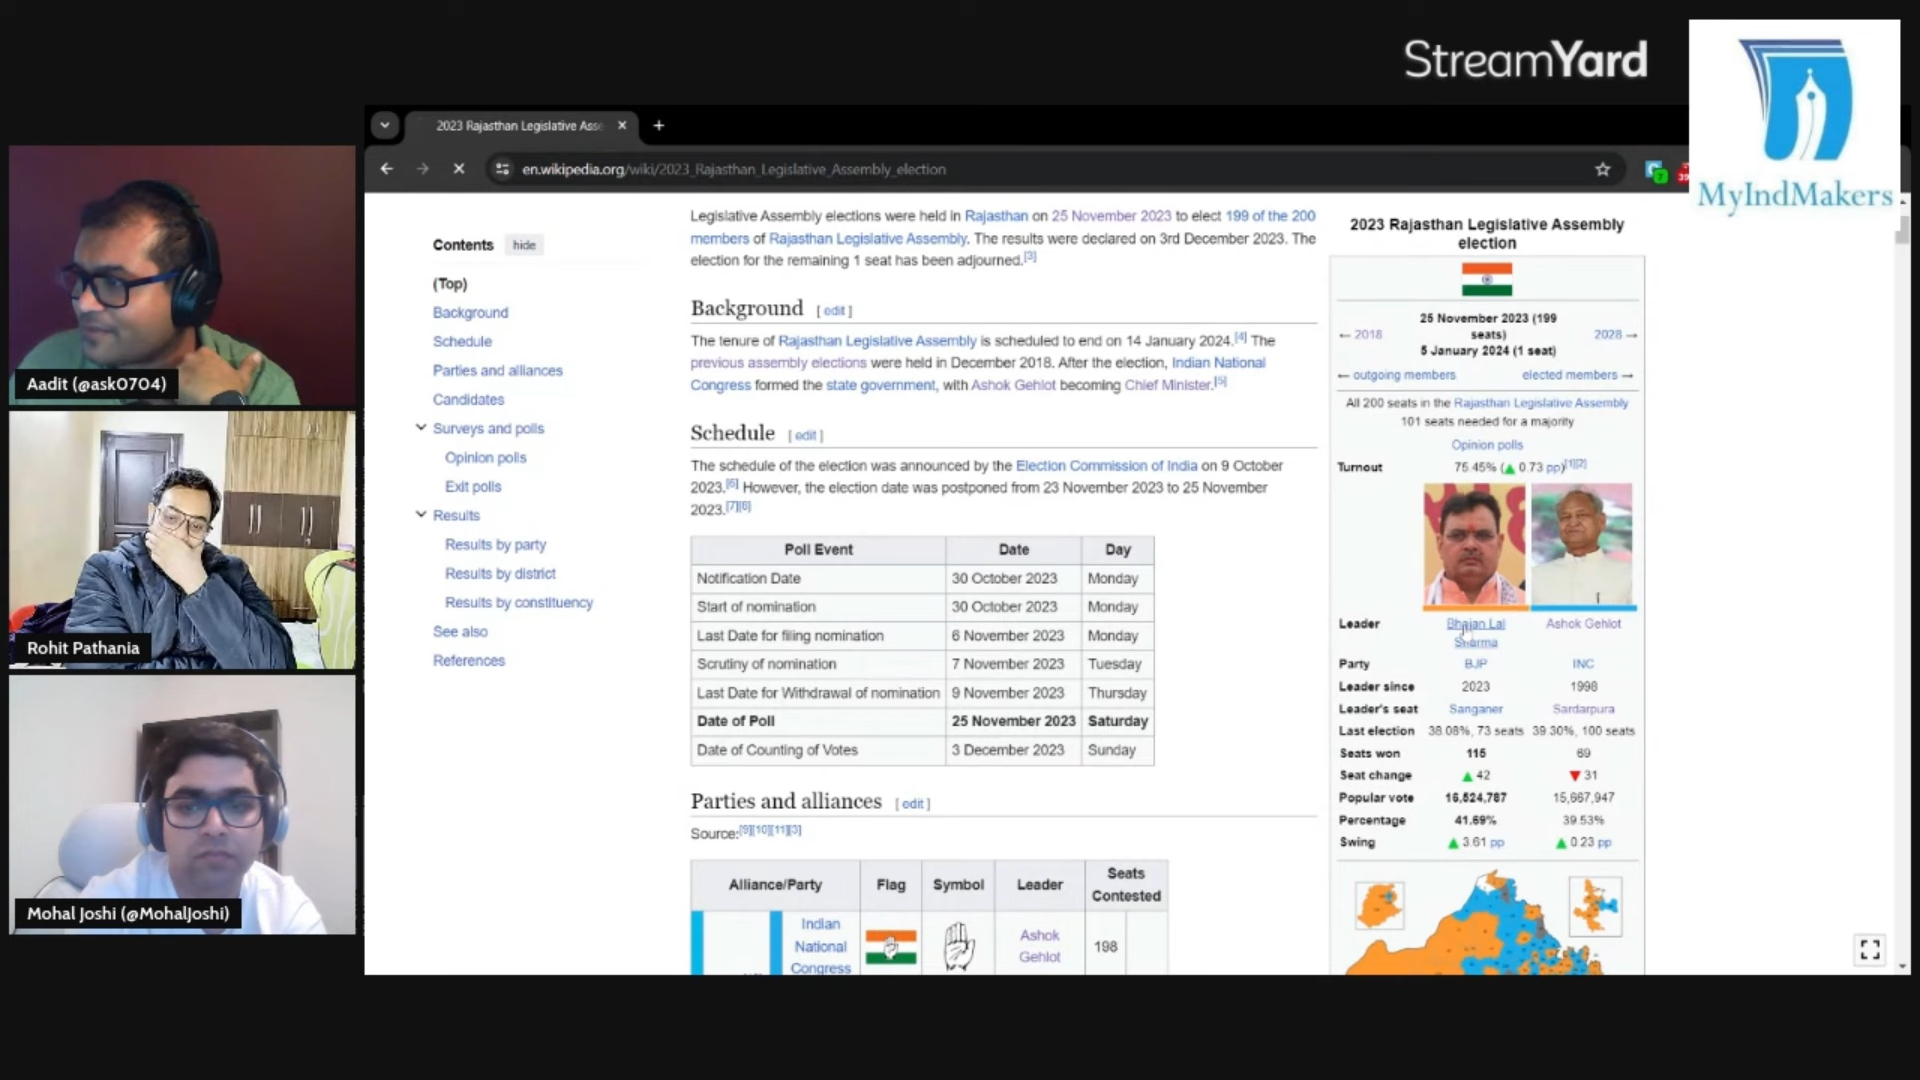 StreamYard
MyIndMakers
2023 Rajasthan Legislative Asse
en.wikipedia.org/wiki/2023_Rajasthan_Legislative_Assembly_election
Aadit (@ask0704)
Rohit Pathania
Mohal Joshi (@MohalJoshi)
Contents hide
(Top)
Background
Schedule
Parties and alliances
Candidates
Surveys and polls
Opinion polls
Exit polls
Results
Results by party
Results by district
Results by constituency
See also
References
Legislative Assembly elections were held in Rajasthan on 25 November 2023 to elect 199 of the 200
members of Rajasthan Legislative Assembly. The results were declared on 3rd December 2023. The
election for the remaining 1 seat has been adjourned.[3]
Background [ edit ]
The tenure of Rajasthan Legislative Assembly is scheduled to end on 14 January 2024.[4] The
previous assembly elections were held in December 2018. After the election, Indian National
Congress formed the state government, with Ashok Gehlot becoming Chief Minister.[5]
Schedule [ edit ]
The schedule of the election was announced by the Election Commission of India on 9 October
2023.[6] However, the election date was postponed from 23 November 2023 to 25 November
2023.[7][8]
Poll Event Date Day
Notification Date 30 October 2023 Monday
Start of nomination 30 October 2023 Monday
Last Date for filing nomination 6 November 2023 Monday
Scrutiny of nomination 7 November 2023 Tuesday
Last Date for Withdrawal of nomination 9 November 2023 Thursday
Date of Poll 25 November 2023 Saturday
Date of Counting of Votes 3 December 2023 Sunday
Parties and alliances [ edit ]
Source:[9][10][11][3]
Alliance/Party Flag Symbol Leader Seats Contested
Indian National Congress Ashok Gehlot 198
2023 Rajasthan Legislative Assembly
election
← 2018 25 November 2023 (199 seats) 5 January 2024 (1 seat) 2028 →
← outgoing members elected members →
All 200 seats in the Rajasthan Legislative Assembly
101 seats needed for a majority
Opinion polls
Turnout 75.45% (▲ 0.73 pp)[1][2]
Leader Bhajan Lal Sharma Ashok Gehlot
Party BJP INC
Leader since 2023 1998
Leader's seat Sanganer Sardarpura
Last election 38.08%, 73 seats 39.30%, 100 seats
Seats won 115 69
Seat change ▲ 42 ▼ 31
Popular vote 16,524,787 15,667,947
Percentage 41.69% 39.53%
Swing ▲ 3.61 pp ▲ 0.23 pp